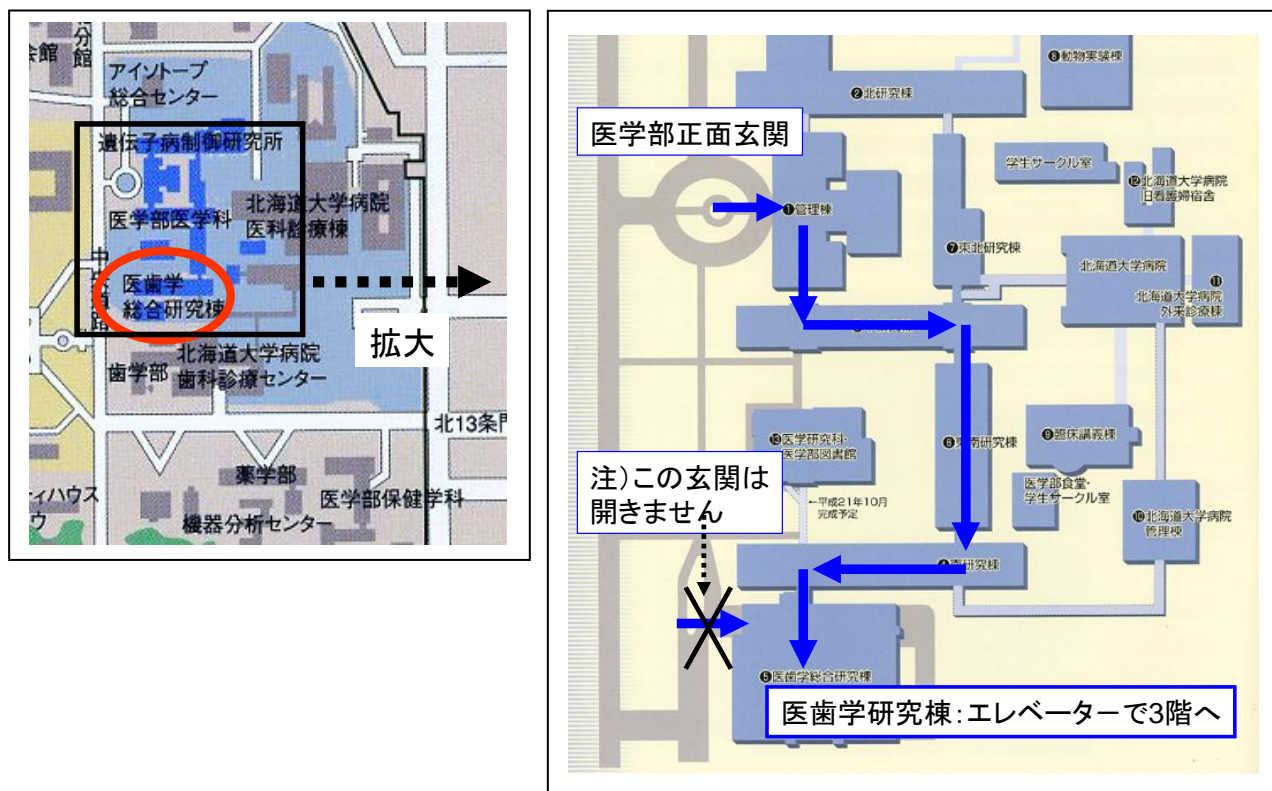 分館
会館
アイソトープ
総合センター
遺伝子病制御研究所
医学部医学科
北海道大学病院
医科診療棟
医歯学
総合研究棟
拡大
歯学部
北海道大学病院
歯科診療センター
北13条門
薬学部
医学部保健学科
機器分析センター
ティハウス
❽動物実験棟
❷北研究棟
医学部正面玄関
学生サークル室
⓬北海道大学病院
旧看護婦宿舎
❶管理棟
❼東北研究棟
北海道大学病院
⓫
北海道大学病院
外来診療棟
⓭医学研究科・
医学部図書館
❻東南研究棟
❾臨床講義棟
医学部食堂・
学生サークル室
注)この玄関は
開きません
←平成21年10月
完成予定
❿北海道大学病院
管理棟
❹南研究棟
❺医歯学総合研究棟
医歯学研究棟:エレベーターで3階へ